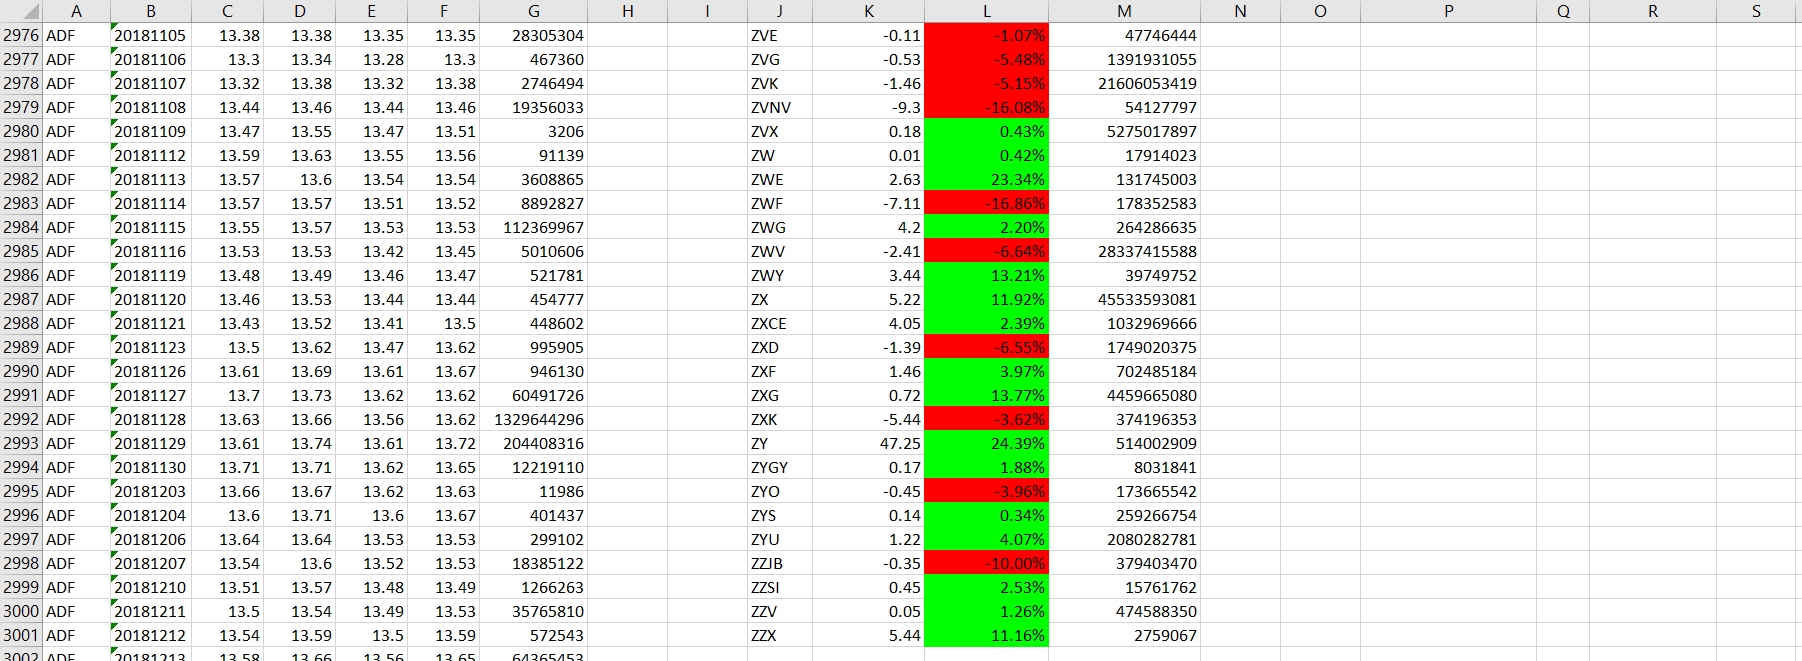 A B C D E F G H I J K L M N O P Q R S
2976 ADF 20181105 13.38 13.38 13.35 13.35 28305304 ZVE -0.11 -1.07% 47746444
2977 ADF 20181106 13.3 13.34 13.28 13.3 467360 ZVG -0.53 -5.48% 1391931055
2978 ADF 20181107 13.32 13.38 13.32 13.38 2746494 ZVK -1.46 -5.15% 21606053419
2979 ADF 20181108 13.44 13.46 13.44 13.46 19356033 ZVNV -9.3 -16.08% 54127797
2980 ADF 20181109 13.47 13.55 13.47 13.51 3206 ZVX 0.18 0.43% 5275017897
2981 ADF 20181112 13.59 13.63 13.55 13.56 91139 ZW 0.01 0.42% 17914023
2982 ADF 20181113 13.57 13.6 13.54 13.54 3608865 ZWE 2.63 23.34% 131745003
2983 ADF 20181114 13.57 13.57 13.51 13.52 8892827 ZWF -7.11 -16.86% 178352583
2984 ADF 20181115 13.55 13.57 13.53 13.53 112369967 ZWG 4.2 2.20% 264286635
2985 ADF 20181116 13.53 13.53 13.42 13.45 5010606 ZWV -2.41 -6.64% 28337415588
2986 ADF 20181119 13.48 13.49 13.46 13.47 521781 ZWY 3.44 13.21% 39749752
2987 ADF 20181120 13.46 13.53 13.44 13.44 454777 ZX 5.22 11.92% 45533593081
2988 ADF 20181121 13.43 13.52 13.41 13.5 448602 ZXCE 4.05 2.39% 1032969666
2989 ADF 20181123 13.5 13.62 13.47 13.62 995905 ZXD -1.39 -6.55% 1749020375
2990 ADF 20181126 13.61 13.69 13.61 13.67 946130 ZXF 1.46 3.97% 702485184
2991 ADF 20181127 13.7 13.73 13.62 13.62 60491726 ZXG 0.72 13.77% 4459665080
2992 ADF 20181128 13.63 13.66 13.56 13.62 1329644296 ZXK -5.44 -3.62% 374196353
2993 ADF 20181129 13.61 13.74 13.61 13.72 204408316 ZY 47.25 24.39% 514002909
2994 ADF 20181130 13.71 13.71 13.62 13.65 12219110 ZYGY 0.17 1.88% 8031841
2995 ADF 20181203 13.66 13.67 13.62 13.63 11986 ZYO -0.45 -3.96% 173665542
2996 ADF 20181204 13.6 13.71 13.6 13.67 401437 ZYS 0.14 0.34% 259266754
2997 ADF 20181206 13.64 13.64 13.53 13.53 299102 ZYU 1.22 4.07% 2080282781
2998 ADF 20181207 13.54 13.6 13.52 13.53 18385122 ZZJB -0.35 -10.00% 379403470
2999 ADF 20181210 13.51 13.57 13.48 13.49 1266263 ZZSI 0.45 2.53% 15761762
3000 ADF 20181211 13.5 13.54 13.49 13.53 35765810 ZZV 0.05 1.26% 474588350
3001 ADF 20181212 13.54 13.59 13.5 13.59 572543 ZZX 5.44 11.16% 2759067
3002 ADF 20181213 13.58 13.66 13.56 13.65 64365453